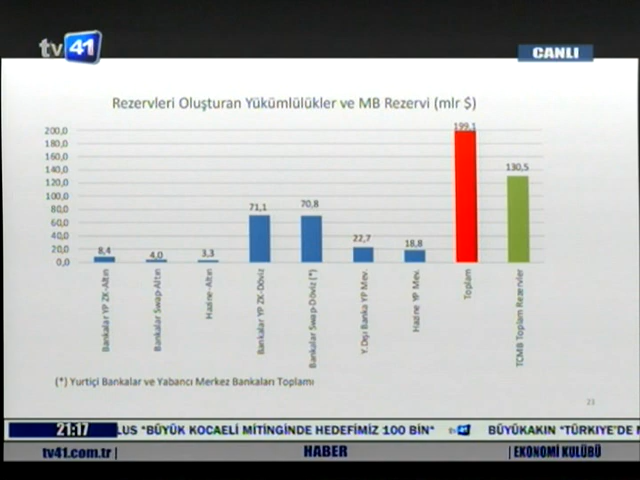 tv 41
CANLI
Rezervleri Oluşturan Yükümlülükler ve MB Rezervi (mlr $)
200,0
180,0
160,0
140,0
120,0
100,0
80,0
60,0
40,0
20,0
0,0
8,4
4,0
3,3
71,1
70,8
22,7
18,8
199,1
130,5
Bankalar YP ZK-Altın
Bankalar Swap-Altın
Hazine-Altın
Bankalar YP ZK-Döviz
Bankalar Swap-Döviz (*)
Y.Dışı Banka YP Mev.
Hazine YP Mev.
Toplam
TCMB Toplam Rezervler
(*) Yurtiçi Bankalar ve Yabancı Merkez Bankaları Toplamı
23
21:17 LUS "BÜYÜK KOCAELİ MİTİNGİNDE HEDEFİMİZ 100 BİN" tv41 BÜYÜKAKIN "TÜRKIYE'DE
tv41.com.tr | HABER | EKONOMİ KULÜBÜ